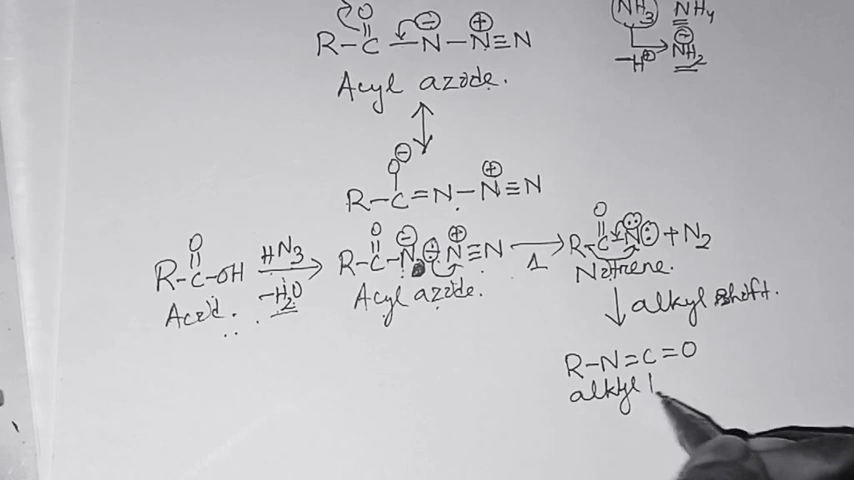 O
R-C-N⊖-N⊕≡N
Acyl azide.
NH3 NH4
-H⊕ NH2⊖
O⊖
R-C=N-N⊕≡N
O
R-C-OH
Acid.
HN3
-H2O
O
R-C-N⊖-N⊕≡N
Acyl azide.
Δ
O
R-C-N: + N2
Nitrene.
alkyl shift.
R-N=C=O
alkyl I